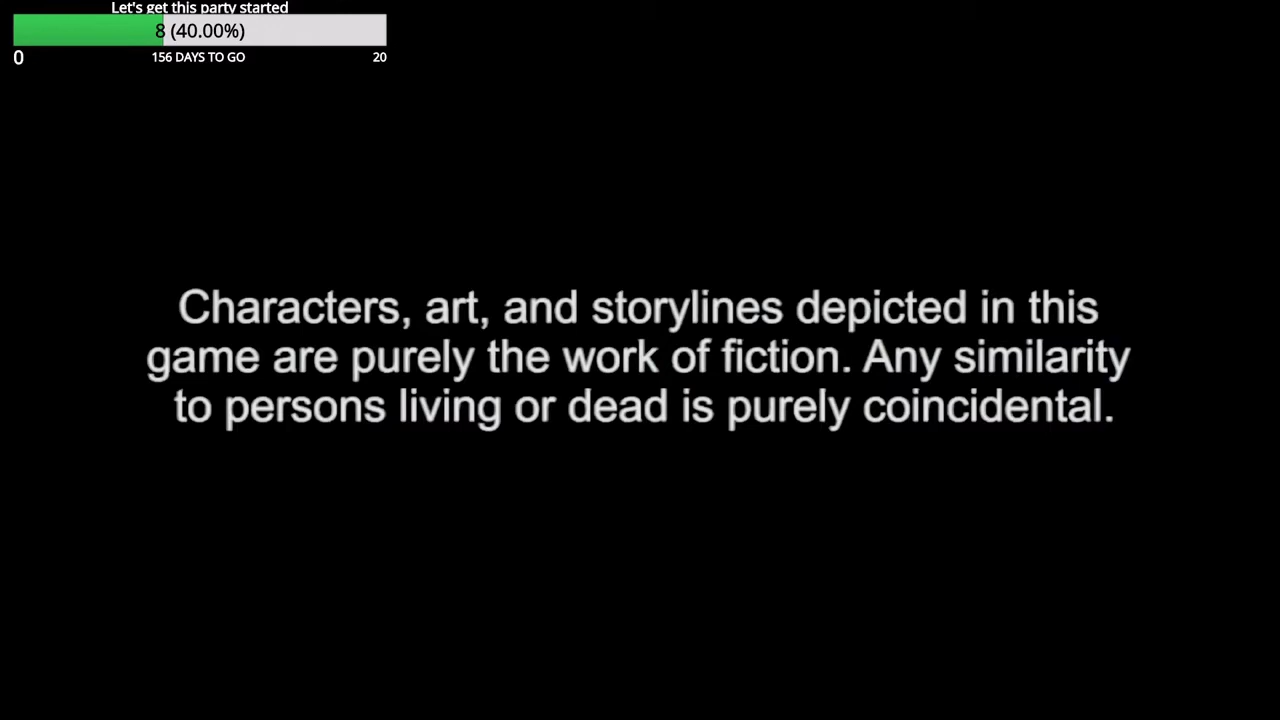 Let's get this party started
8 (40.00%)
0 156 DAYS TO GO 20
Characters, art, and storylines depicted in this
game are purely the work of fiction. Any similarity
to persons living or dead is purely coincidental.